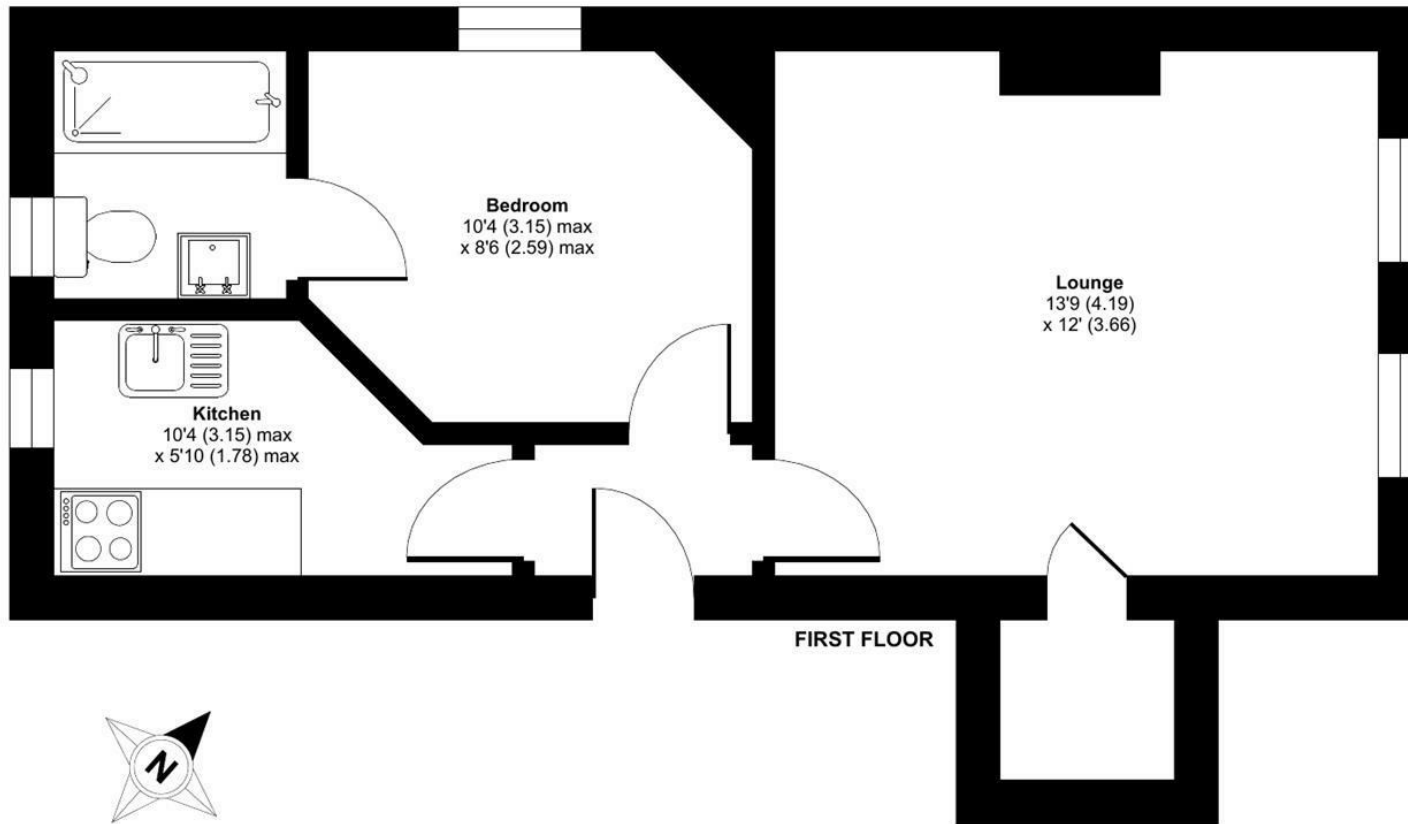 Bedroom
10'4 (3.15) max
x 8'6 (2.59) max
Lounge
13'9 (4.19)
x 12' (3.66)
Kitchen
10'4 (3.15) max
x 5'10 (1.78) max
FIRST FLOOR
N